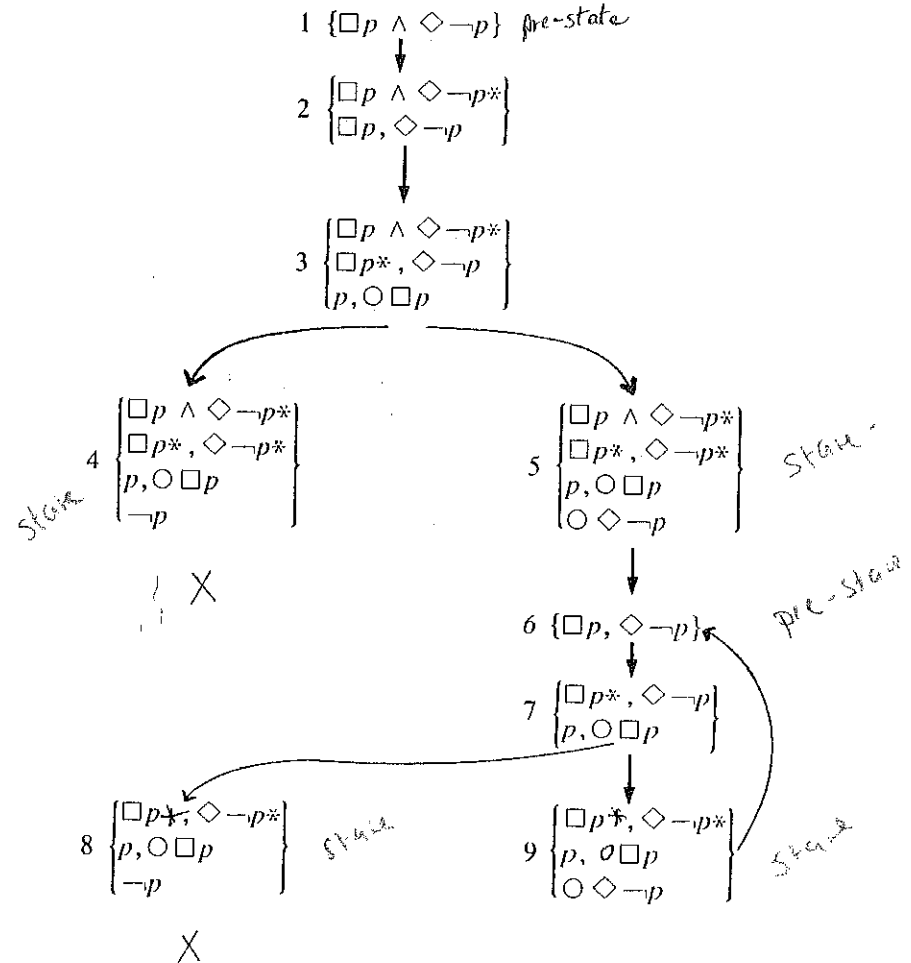 1 {□p ∧ ◇¬p} pre-state
2 {□p ∧ ◇¬p*
□p, ◇¬p}
3 {□p ∧ ◇¬p*
□p*, ◇¬p
p, ○□p}
4 {□p ∧ ◇¬p*
□p*, ◇¬p*
p, ○□p
¬p}
state
X
5 {□p ∧ ◇¬p*
□p*, ◇¬p*
p, ○□p
○◇¬p}
state
6 {□p, ◇¬p}
pre-state
7 {□p*, ◇¬p
p, ○□p}
8 {□p*, ◇¬p*
p, ○□p
¬p}
state
X
9 {□p*, ◇¬p*
p, ○□p
○◇¬p}
state